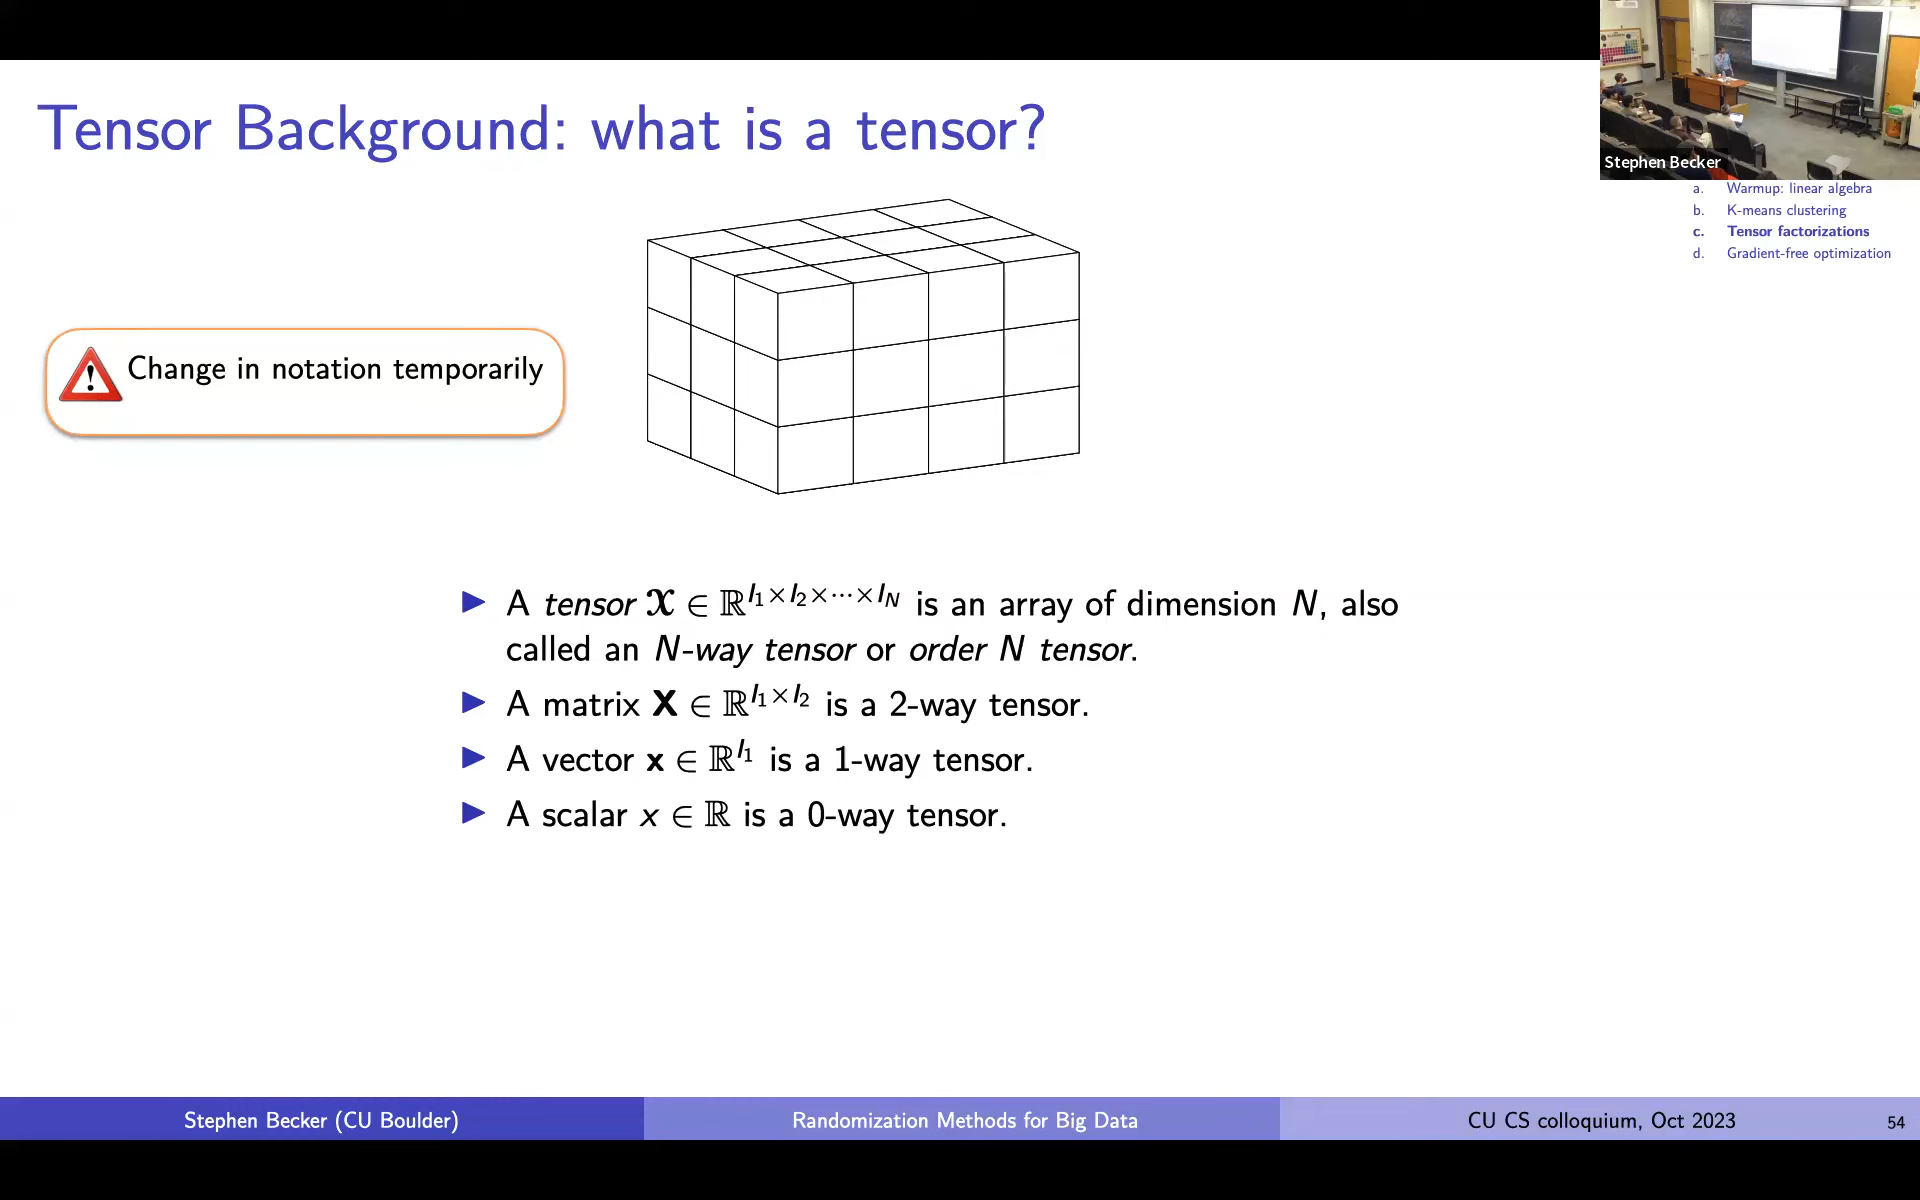 Tensor Background: what is a tensor?
Stephen Becker
a. Warmup: linear algebra
b. K-means clustering
c. Tensor factorizations
d. Gradient-free optimization
! Change in notation temporarily
▶ A tensor 𝓧 ∈ ℝ^{I₁×I₂×⋯×I_N} is an array of dimension N, also
called an N-way tensor or order N tensor.
▶ A matrix 𝐗 ∈ ℝ^{I₁×I₂} is a 2-way tensor.
▶ A vector 𝐱 ∈ ℝ^{I₁} is a 1-way tensor.
▶ A scalar x ∈ ℝ is a 0-way tensor.
Stephen Becker (CU Boulder)
Randomization Methods for Big Data
CU CS colloquium, Oct 2023
54